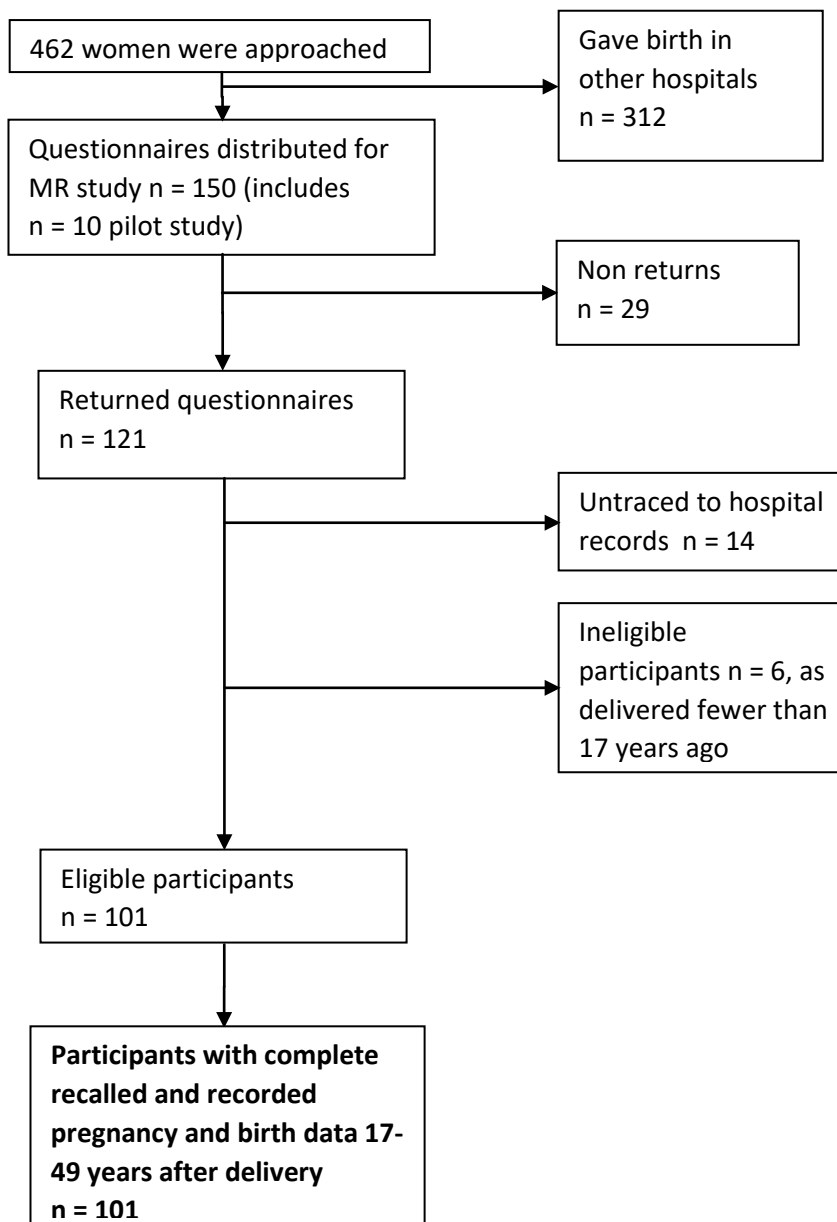 462 women were approached
Gave birth in
other hospitals
n = 312
Questionnaires distributed for
MR study n = 150 (includes
n = 10 pilot study)
Non returns
n = 29
Returned questionnaires
n = 121
Untraced to hospital
records n = 14
Ineligible
participants n = 6, as
delivered fewer than
17 years ago
Eligible participants
n = 101
Participants with complete
recalled and recorded
pregnancy and birth data 17-
49 years after delivery
n = 101